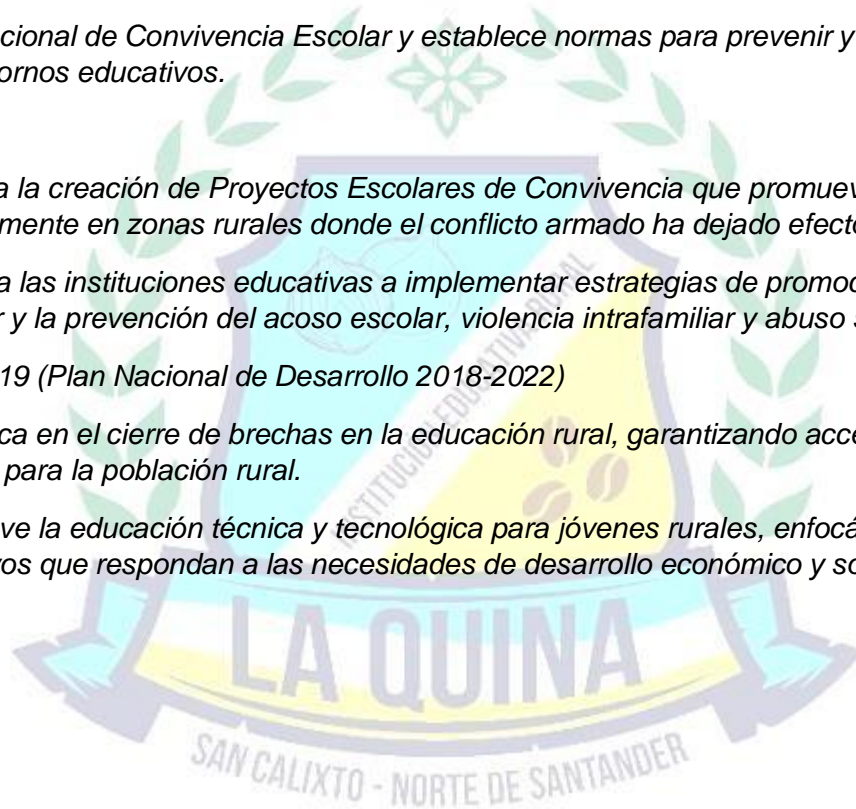 cional de Convivencia Escolar y establece normas para prevenir y
ornos educativos.
a la creación de Proyectos Escolares de Convivencia que promuev
mente en zonas rurales donde el conflicto armado ha dejado efecto
a las instituciones educativas a implementar estrategias de promoc
r y la prevención del acoso escolar, violencia intrafamiliar y abuso s
19 (Plan Nacional de Desarrollo 2018-2022)
ca en el cierre de brechas en la educación rural, garantizando acce
para la población rural.
ve la educación técnica y tecnológica para jóvenes rurales, enfocá
vos que respondan a las necesidades de desarrollo económico y so
INSTITUCIÓN EDUCATIVA RURAL
LA QUINA
SAN CALIXTO - NORTE DE SANTANDER